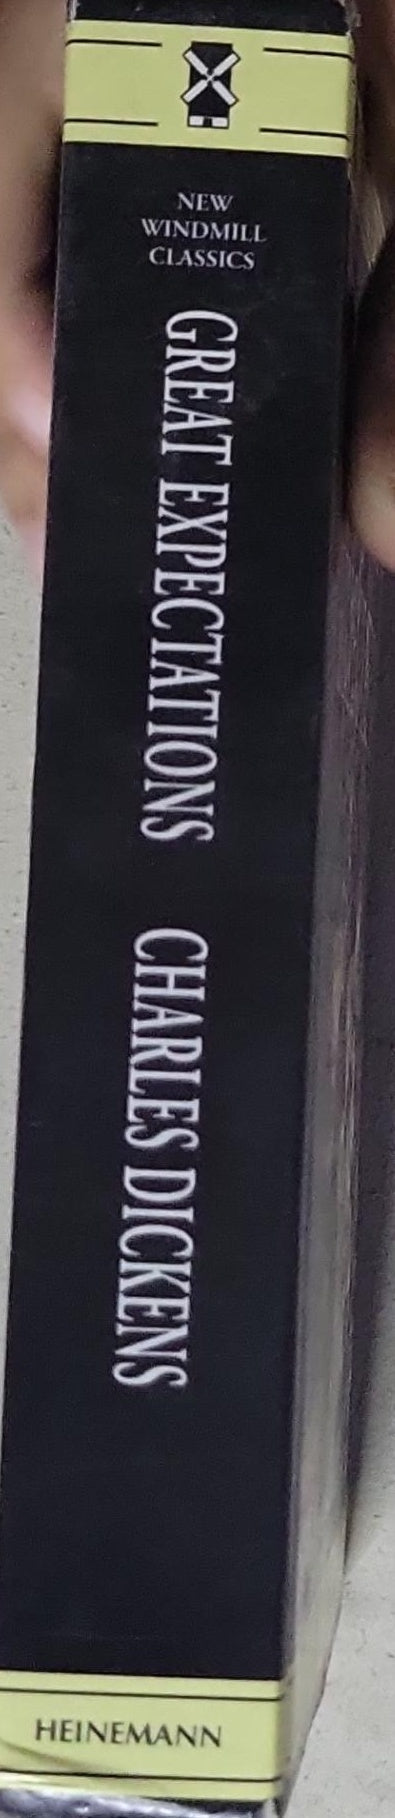 NEW
WINDMILL
CLASSICS
GREAT EXPECTATIONS CHARLES DICKENS
HEINEMANN